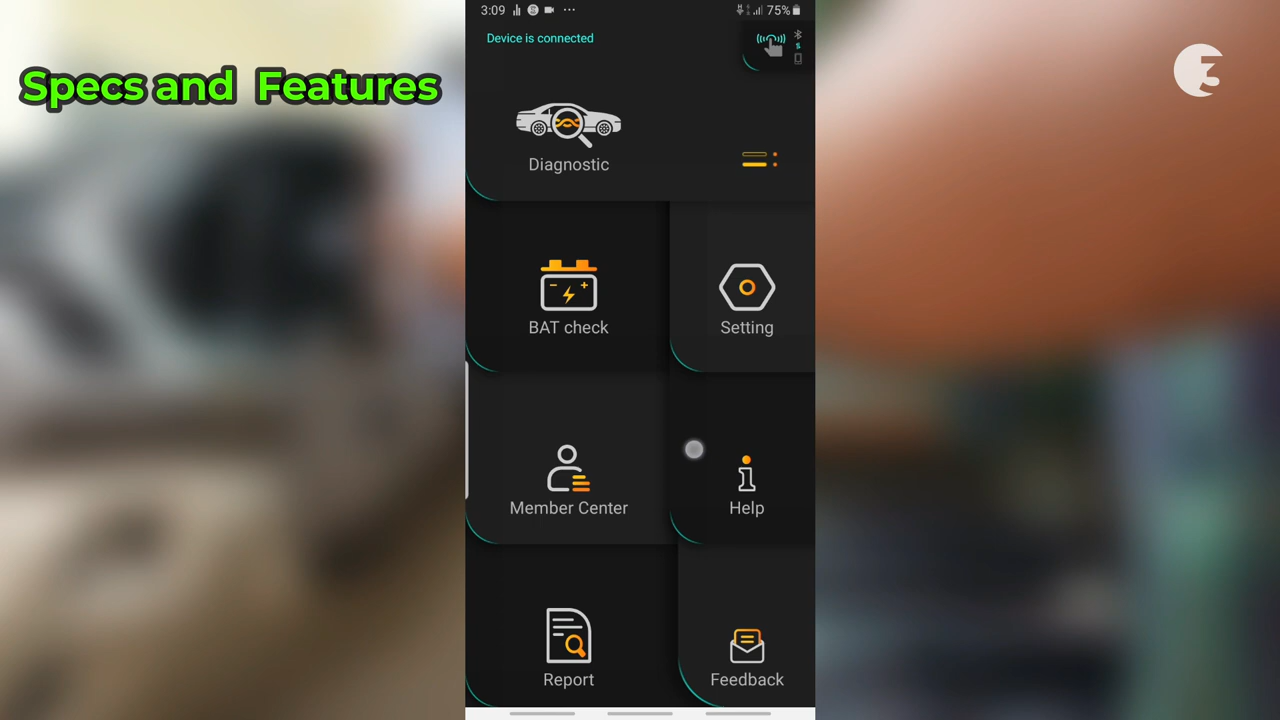 Specs and Features
3:09
75%
Device is connected
Diagnostic
BAT check
Setting
Member Center
Help
Report
Feedback